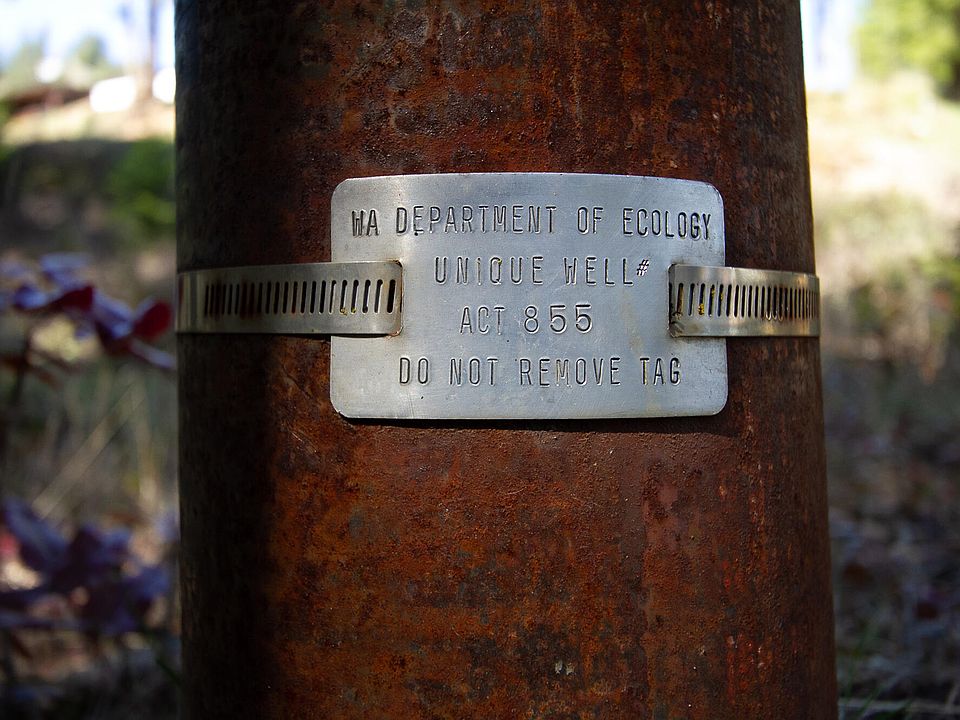 WA DEPARTMENT OF ECOLOGY
UNIQUE WELL#
ACT 855
DO NOT REMOVE TAG